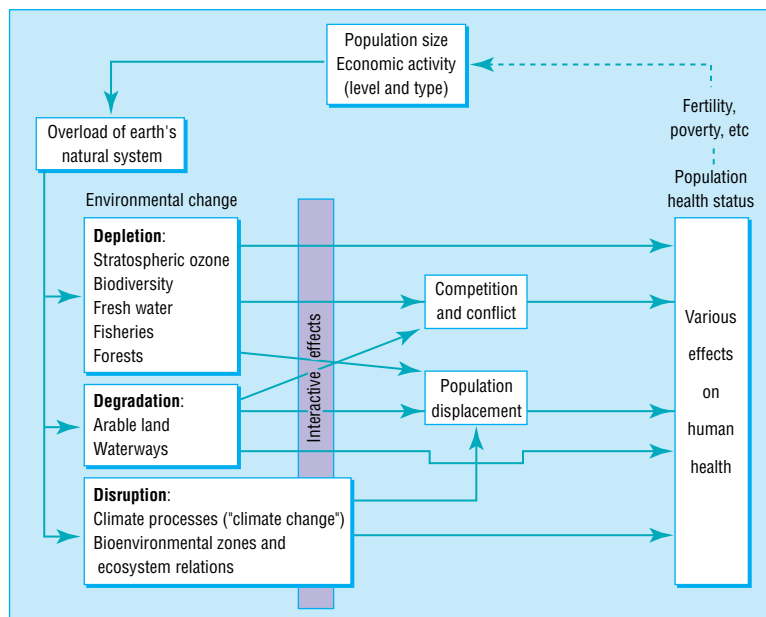 Population size
Economic activity
(level and type)
Fertility,
poverty, etc
Overload of earth's
natural system
Population
health status
Environmental change
Depletion:
Stratospheric ozone
Biodiversity
Fresh water
Fisheries
Forests
Degradation:
Arable land
Waterways
Disruption:
Climate processes ("climate change")
Bioenvironmental zones and
ecosystem relations
Interactive effects
Competition
and conflict
Population
displacement
Various
effects
on
human
health